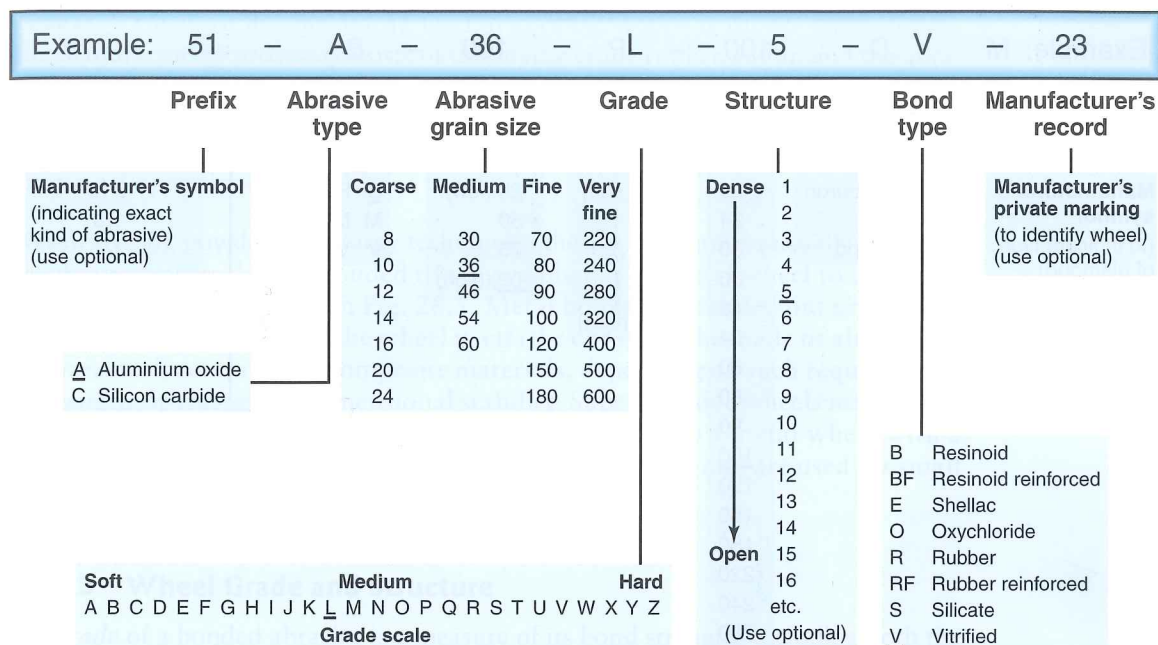 Example: 51 – A – 36 – L – 5 – V – 23
Prefix
Abrasive
type
Abrasive
grain size
Grade
Structure
Bond
type
Manufacturer's
record
Manufacturer's symbol
(indicating exact
kind of abrasive)
(use optional)
A Aluminium oxide
C Silicon carbide
Coarse Medium Fine Very
fine
8 30 70 220
10 36 80 240
12 46 90 280
14 54 100 320
16 60 120 400
20 150 500
24 180 600
Soft Medium Hard
A B C D E F G H I J K L M N O P Q R S T U V W X Y Z
Grade scale
Dense 1
2
3
4
5
6
7
8
9
10
11
12
13
14
Open 15
16
etc.
(Use optional)
B Resinoid
BF Resinoid reinforced
E Shellac
O Oxychloride
R Rubber
RF Rubber reinforced
S Silicate
V Vitrified
Manufacturer's
private marking
(to identify wheel)
(use optional)
Wheel Grade and Structure